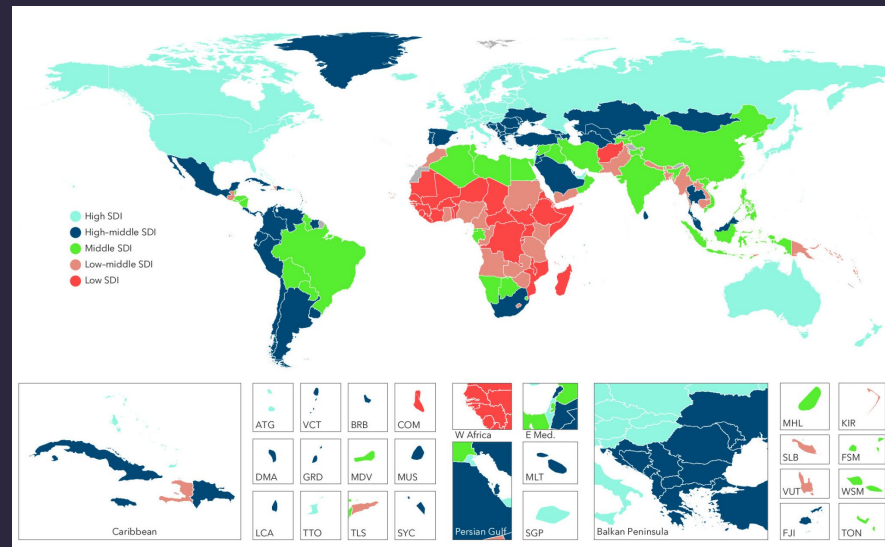 High SDI
High-middle SDI
Middle SDI
Low-middle SDI
Low SDI
Caribbean
ATG
VCT
BRB
COM
DMA
GRD
MDV
MUS
LCA
TTO
TLS
SYC
W Africa
E Med.
Persian Gulf
MLT
SGP
Balkan Peninsula
MHL
KIR
SLB
FSM
VUT
WSM
FJI
TON